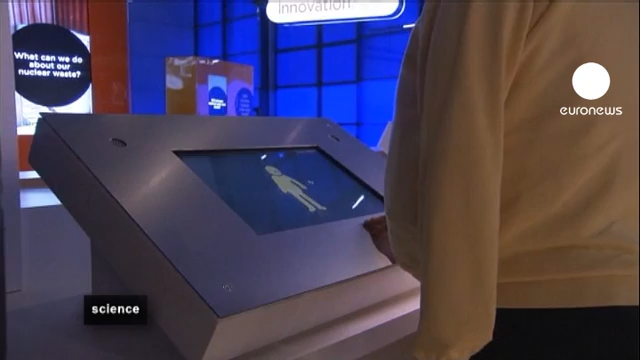 Innovation
What can we do
about our
nuclear waste?
euronews
science